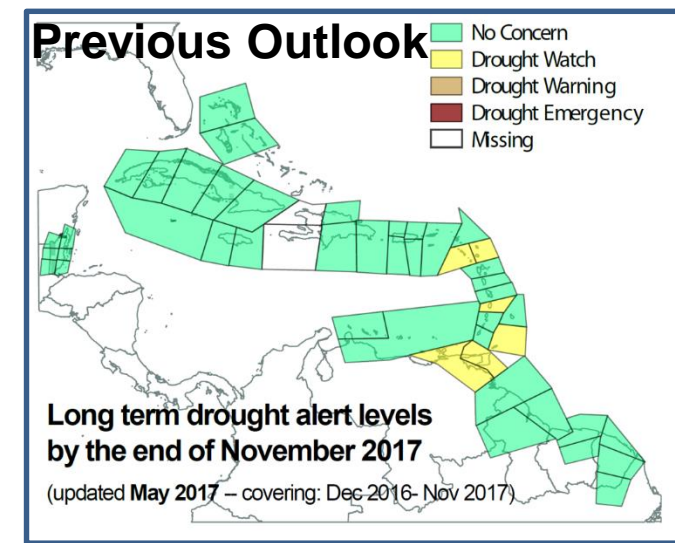 Previous Outlook
No Concern
Drought Watch
Drought Warning
Drought Emergency
Missing
Long term drought alert levels
by the end of November 2017
(updated May 2017 – covering: Dec 2016- Nov 2017)